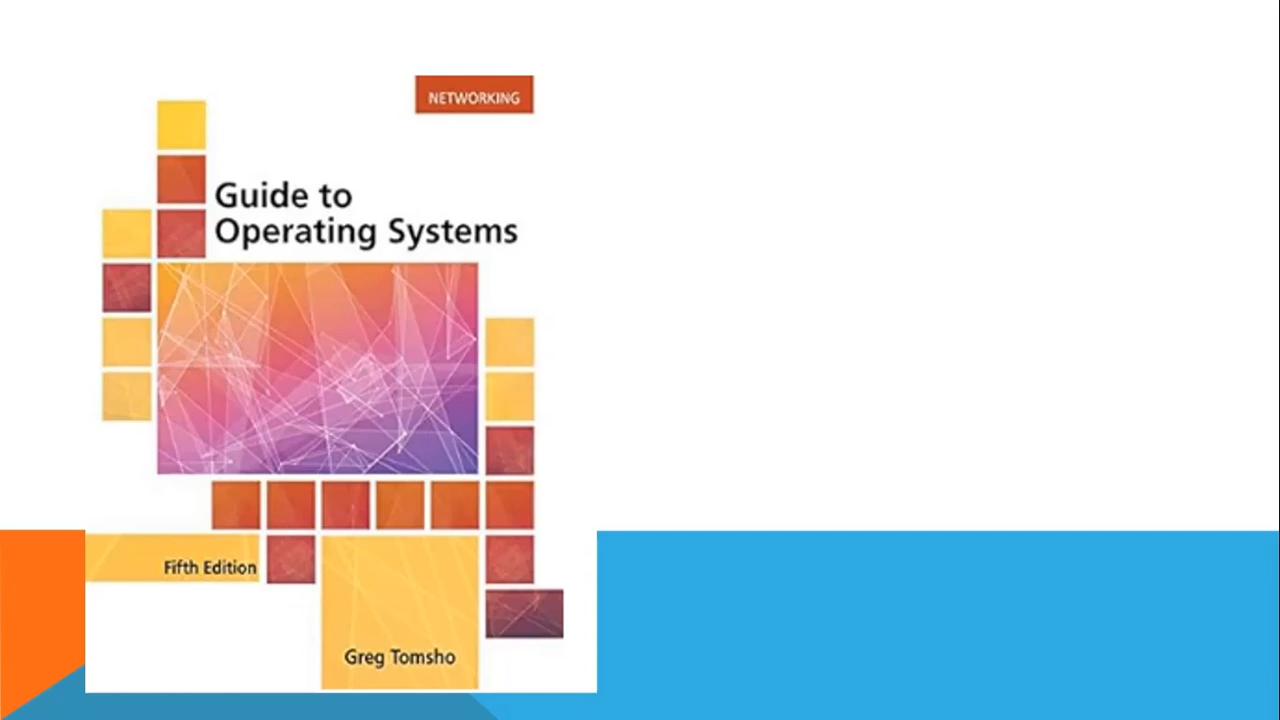 NETWORKING
Guide to
Operating Systems
Fifth Edition
Greg Tomsho